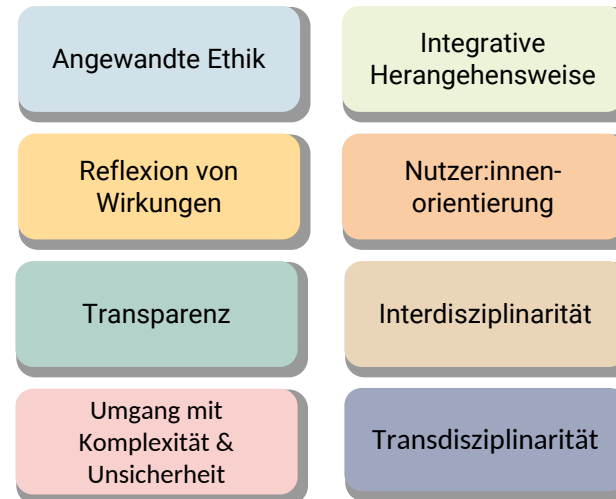 Angewandte Ethik
Integrative
Herangehensweise
Reflexion von
Wirkungen
Nutzer:innen-
orientierung
Transparenz
Interdisziplinarität
Umgang mit
Komplexität &
Unsicherheit
Transdisziplinarität